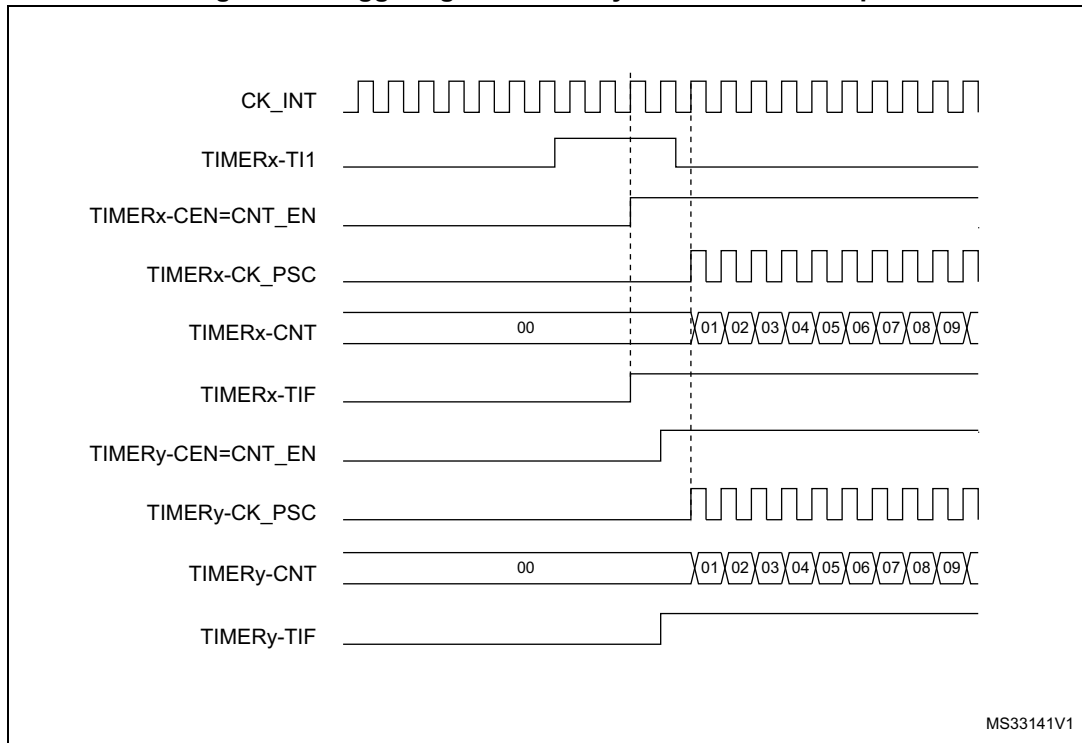 CK_INT
TIMERx-TI1
TIMERx-CEN=CNT_EN
TIMERx-CK_PSC
TIMERx-CNT 00 01 02 03 04 05 06 07 08 09
TIMERx-TIF
TIMERy-CEN=CNT_EN
TIMERy-CK_PSC
TIMERy-CNT 00 01 02 03 04 05 06 07 08 09
TIMERy-TIF
MS33141V1